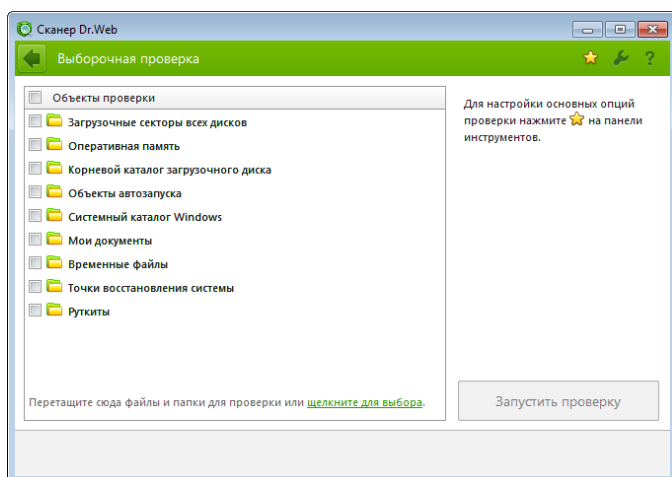 Сканер Dr.Web
Выборочная проверка
?
Объекты проверки
Загрузочные секторы всех дисков
Оперативная память
Корневой каталог загрузочного диска
Объекты автозапуска
Системный каталог Windows
Мои документы
Временные файлы
Точки восстановления системы
Руткиты
Перетащите сюда файлы и папки для проверки или щелкните для выбора.
Для настройки основных опций
проверки нажмите на панели
инструментов.
Запустить проверку